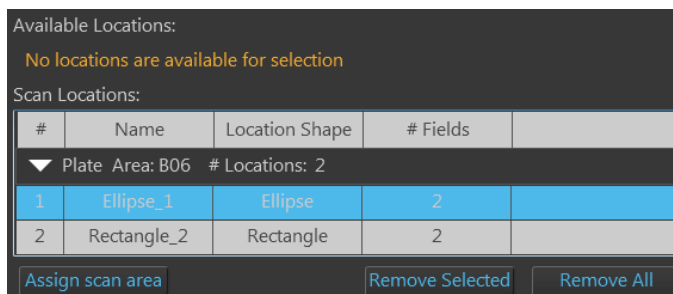 Available Locations:
No locations are available for selection
Scan Locations:
# Name Location Shape # Fields
Plate Area: B06 # Locations: 2
1 Ellipse_1 Ellipse 2
2 Rectangle_2 Rectangle 2
Assign scan area Remove Selected Remove All